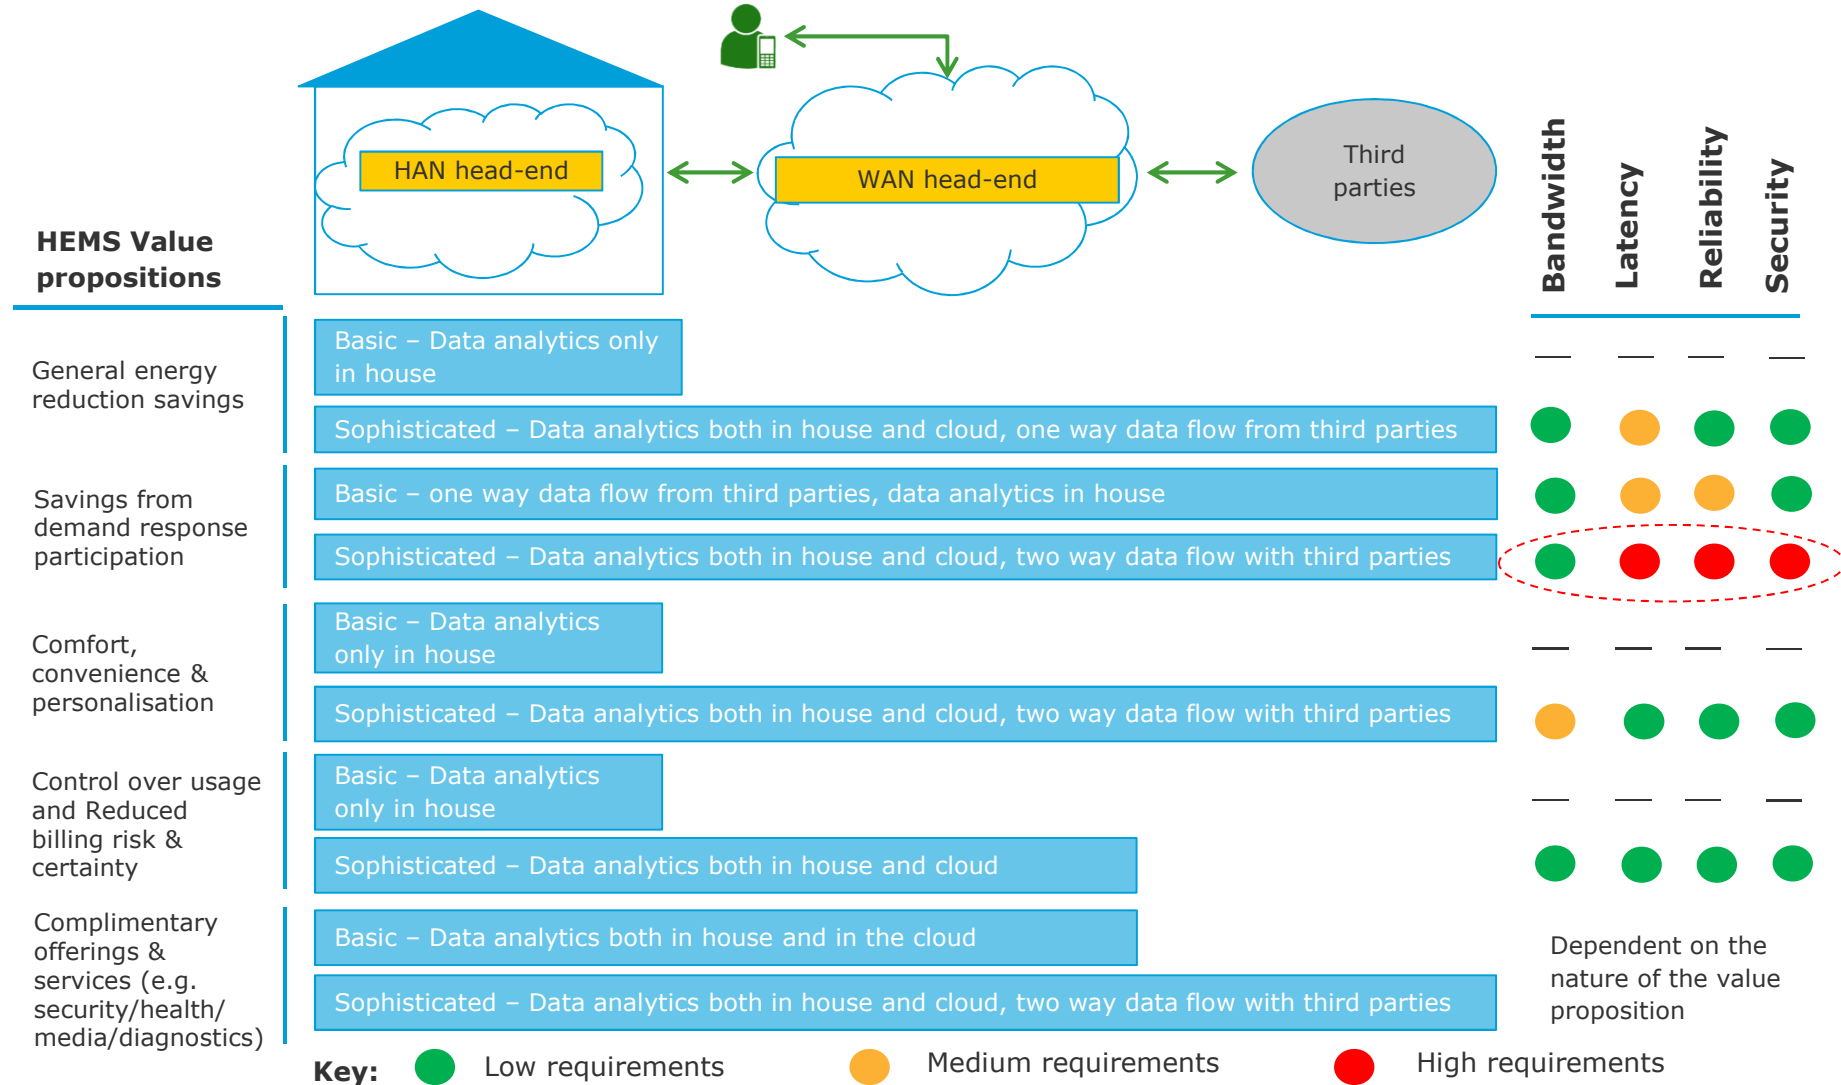 HAN head-end
WAN head-end
Third
parties
Bandwidth
Latency
Reliability
Security
HEMS Value
propositions
General energy
reduction savings
Basic – Data analytics only
in house
Sophisticated – Data analytics both in house and cloud, one way data flow from third parties
Savings from
demand response
participation
Basic – one way data flow from third parties, data analytics in house
Sophisticated – Data analytics both in house and cloud, two way data flow with third parties
Comfort,
convenience &
personalisation
Basic – Data analytics
only in house
Sophisticated – Data analytics both in house and cloud, two way data flow with third parties
Control over usage
and Reduced
billing risk &
certainty
Basic – Data analytics
only in house
Sophisticated – Data analytics both in house and cloud
Complimentary
offerings &
services (e.g.
security/health/
media/diagnostics)
Basic – Data analytics both in house and in the cloud
Sophisticated – Data analytics both in house and cloud, two way data flow with third parties
Dependent on the
nature of the value
proposition
Key:
Low requirements
Medium requirements
High requirements